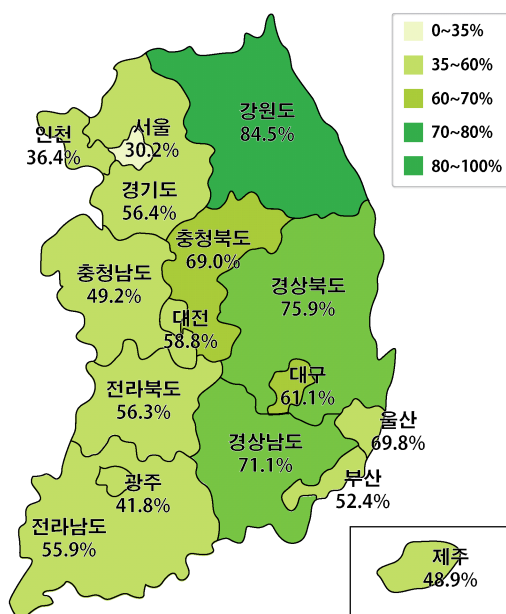 0~35%
35~60%
60~70%
70~80%
80~100%
강원도
84.5%
서울
30.2%
인천
36.4%
경기도
56.4%
충청북도
69.0%
충청남도
49.2%
경상북도
75.9%
대전
58.8%
대구
61.1%
전라북도
56.3%
울산
69.8%
경상남도
71.1%
부산
52.4%
광주
41.8%
전라남도
55.9%
제주
48.9%